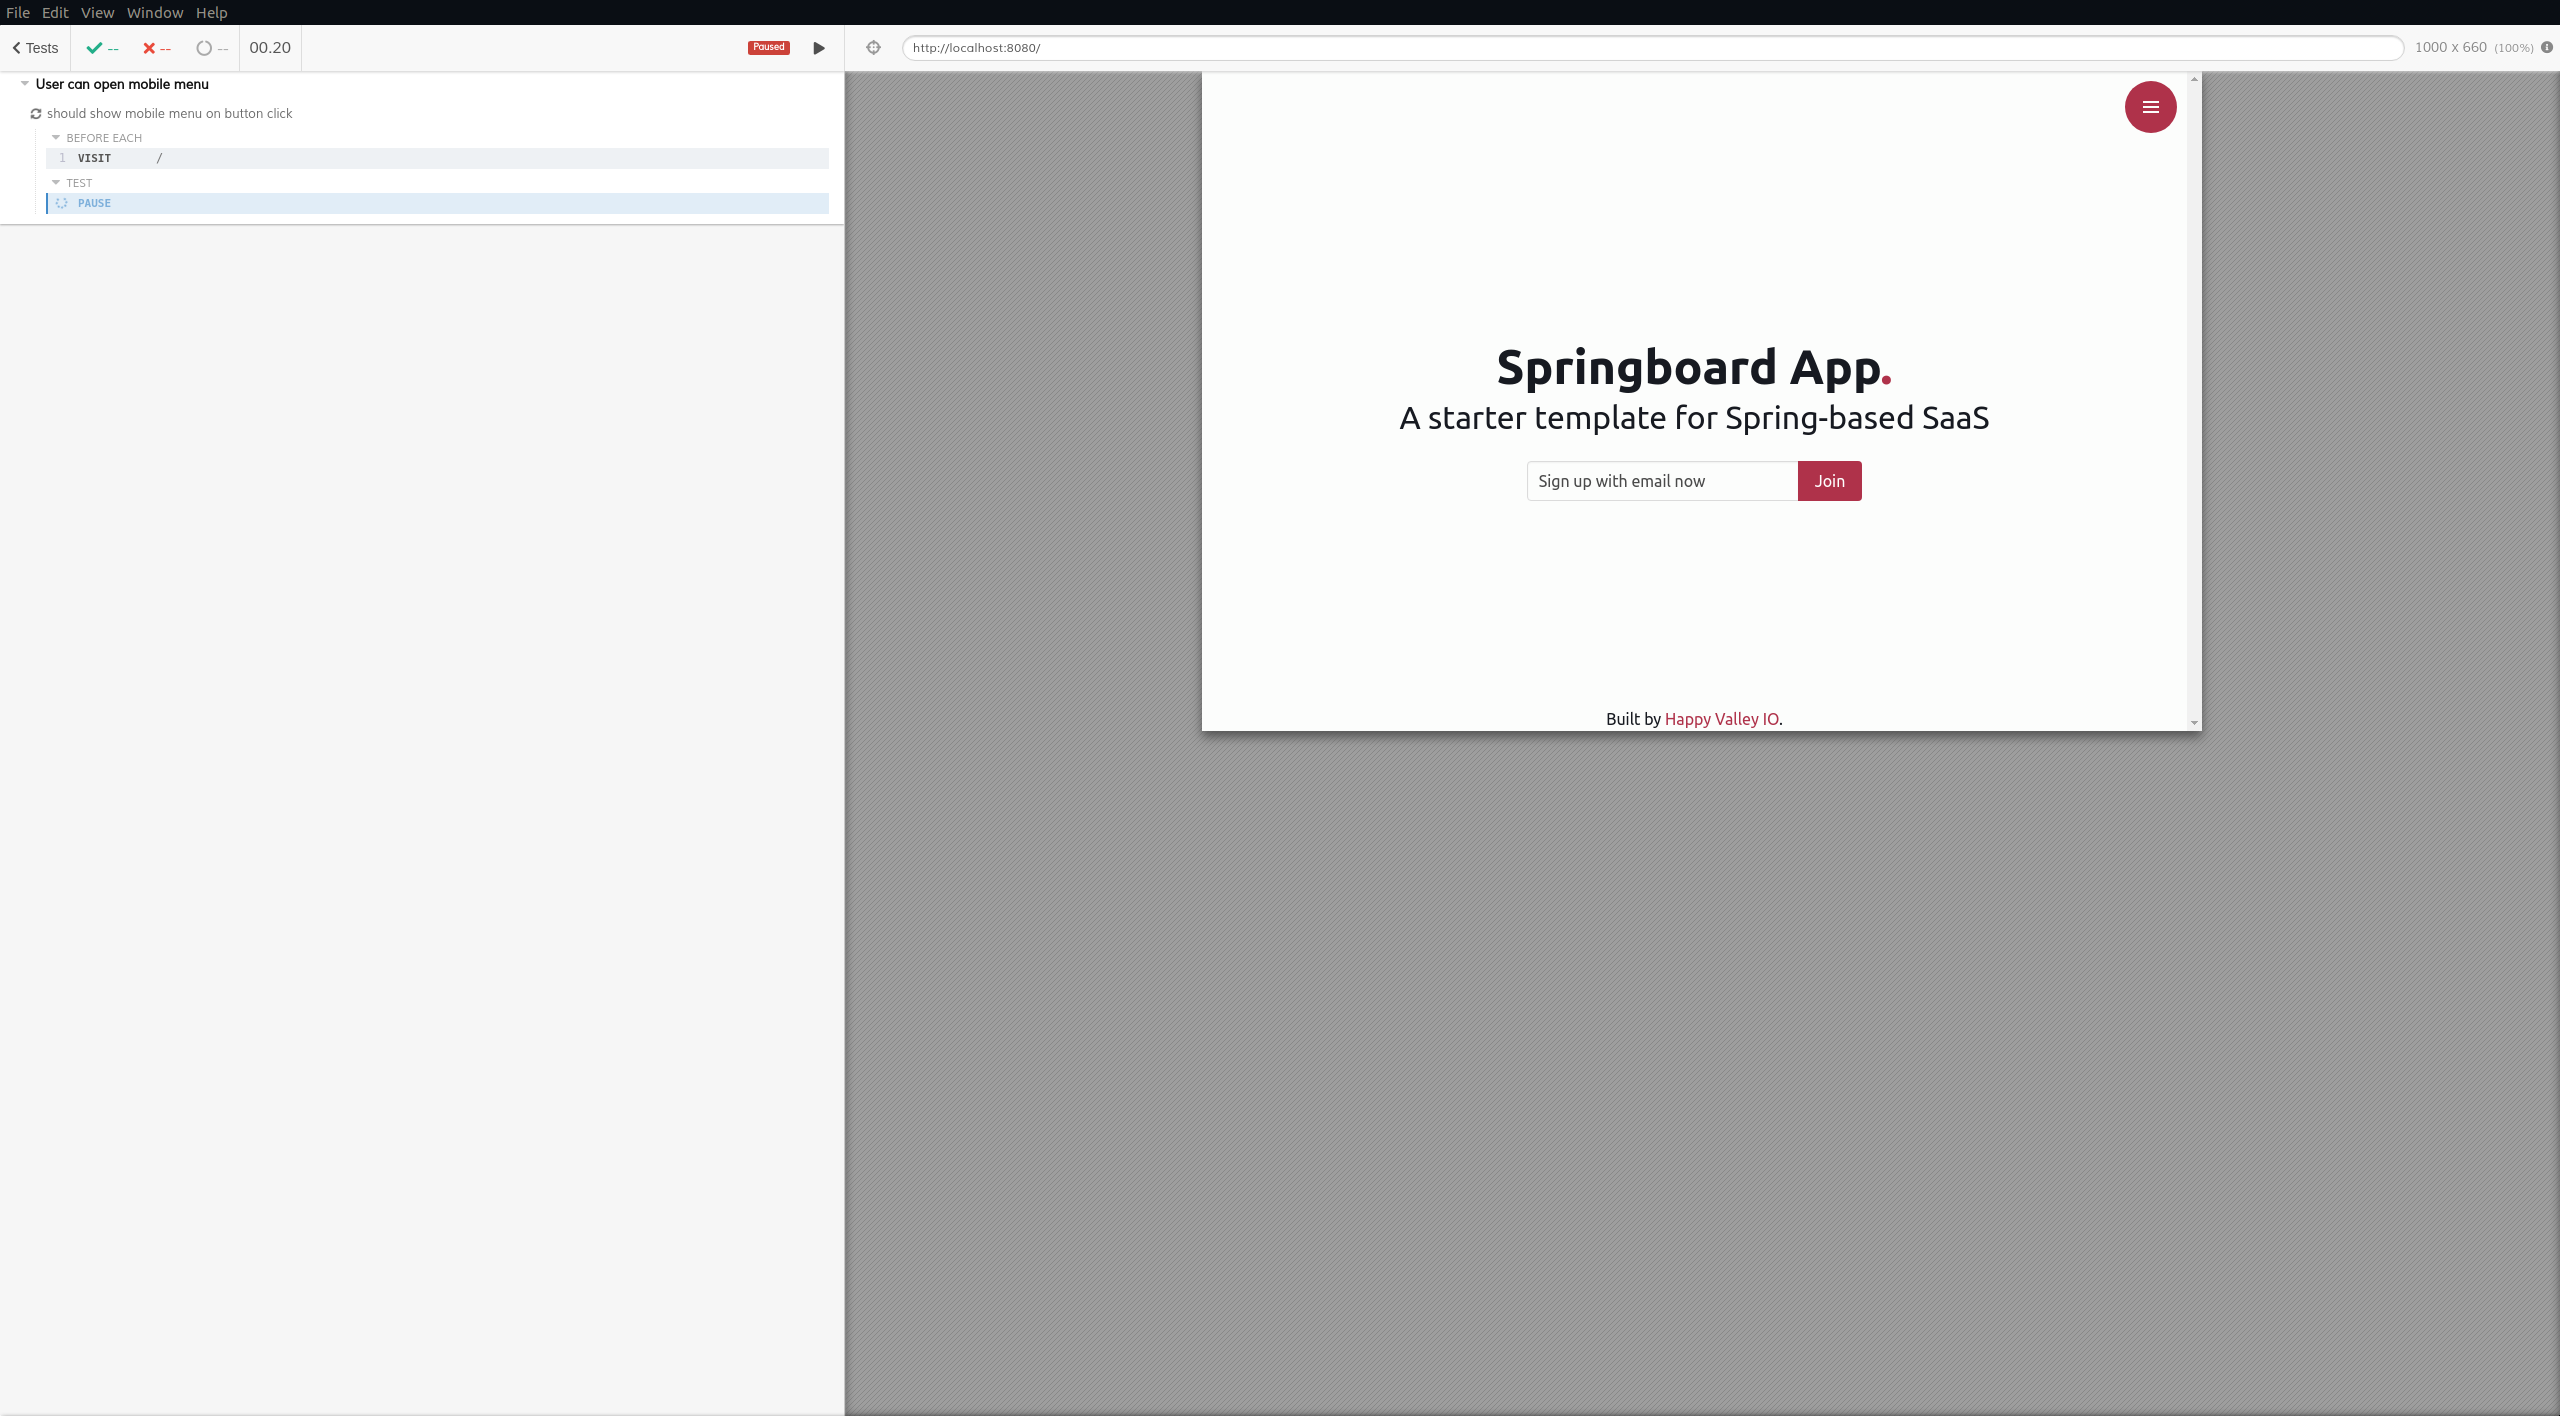 File Edit View Window Help
Tests -- -- -- 00.20 Paused http://localhost:8080/ 1000 x 660 (100%)
User can open mobile menu
should show mobile menu on button click
BEFORE EACH
1 VISIT /
TEST
PAUSE
Springboard App.
A starter template for Spring-based SaaS
Sign up with email now Join
Built by Happy Valley IO.